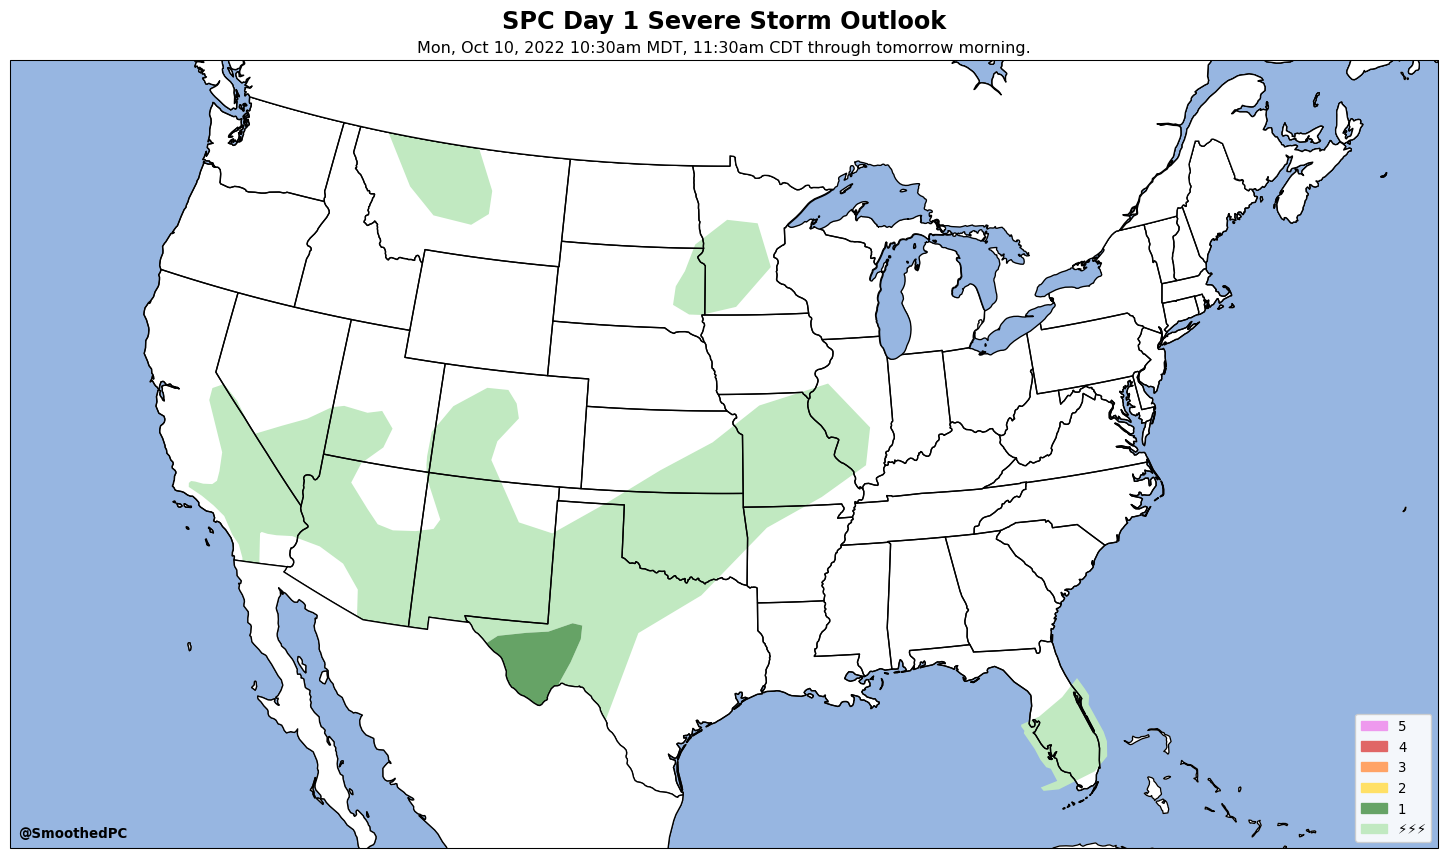 SPC Day 1 Severe Storm Outlook
Mon, Oct 10, 2022 10:30am MDT, 11:30am CDT through tomorrow morning.
5
4
3
2
1
⚡⚡⚡
@SmoothedPC